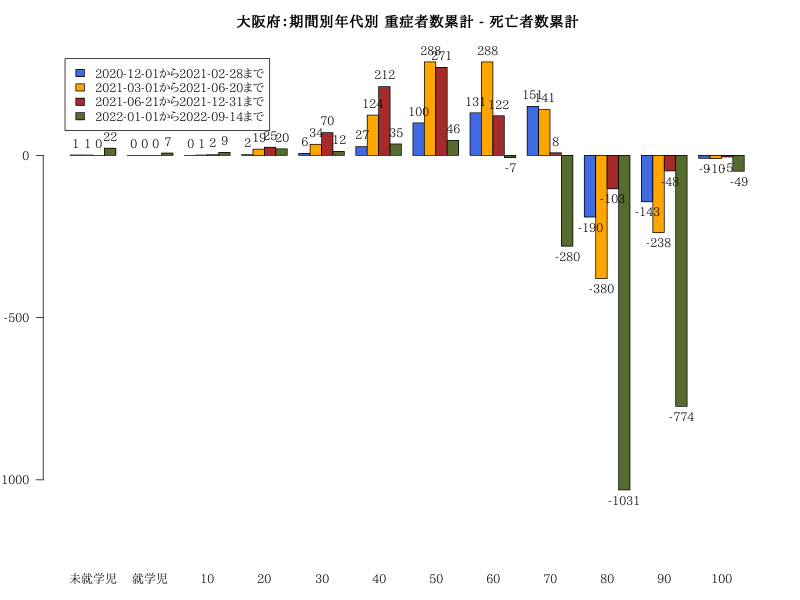 大阪府：期間別年代別 重症者数累計 - 死亡者数累計
2020-12-01から2021-02-28まで
2021-03-01から2021-06-20まで
2021-06-21から2021-12-31まで
2022-01-01から2022-09-14まで
1 1 0 22
0 0 0 7
0 1 2 9
2 19 25 20
6 34 70 12
27 124 212 35
100 288 271 46
131 288 122 -7
151 141 8 -280
-190 -380 -103 -1031
-143 -238 -48 -774
-9 -10 -5 -49
0
-500
1000
未就学児 就学児 10 20 30 40 50 60 70 80 90 100